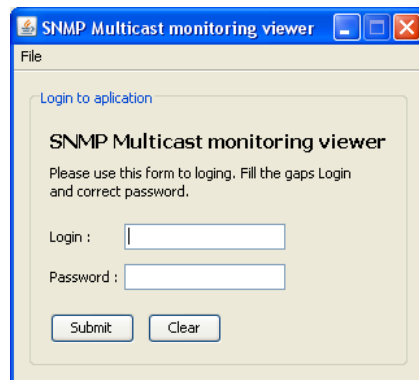 SNMP Multicast monitoring viewer
File
Login to aplication
SNMP Multicast monitoring viewer
Please use this form to loging. Fill the gaps Login
and correct password.
Login :
Password :
Submit Clear